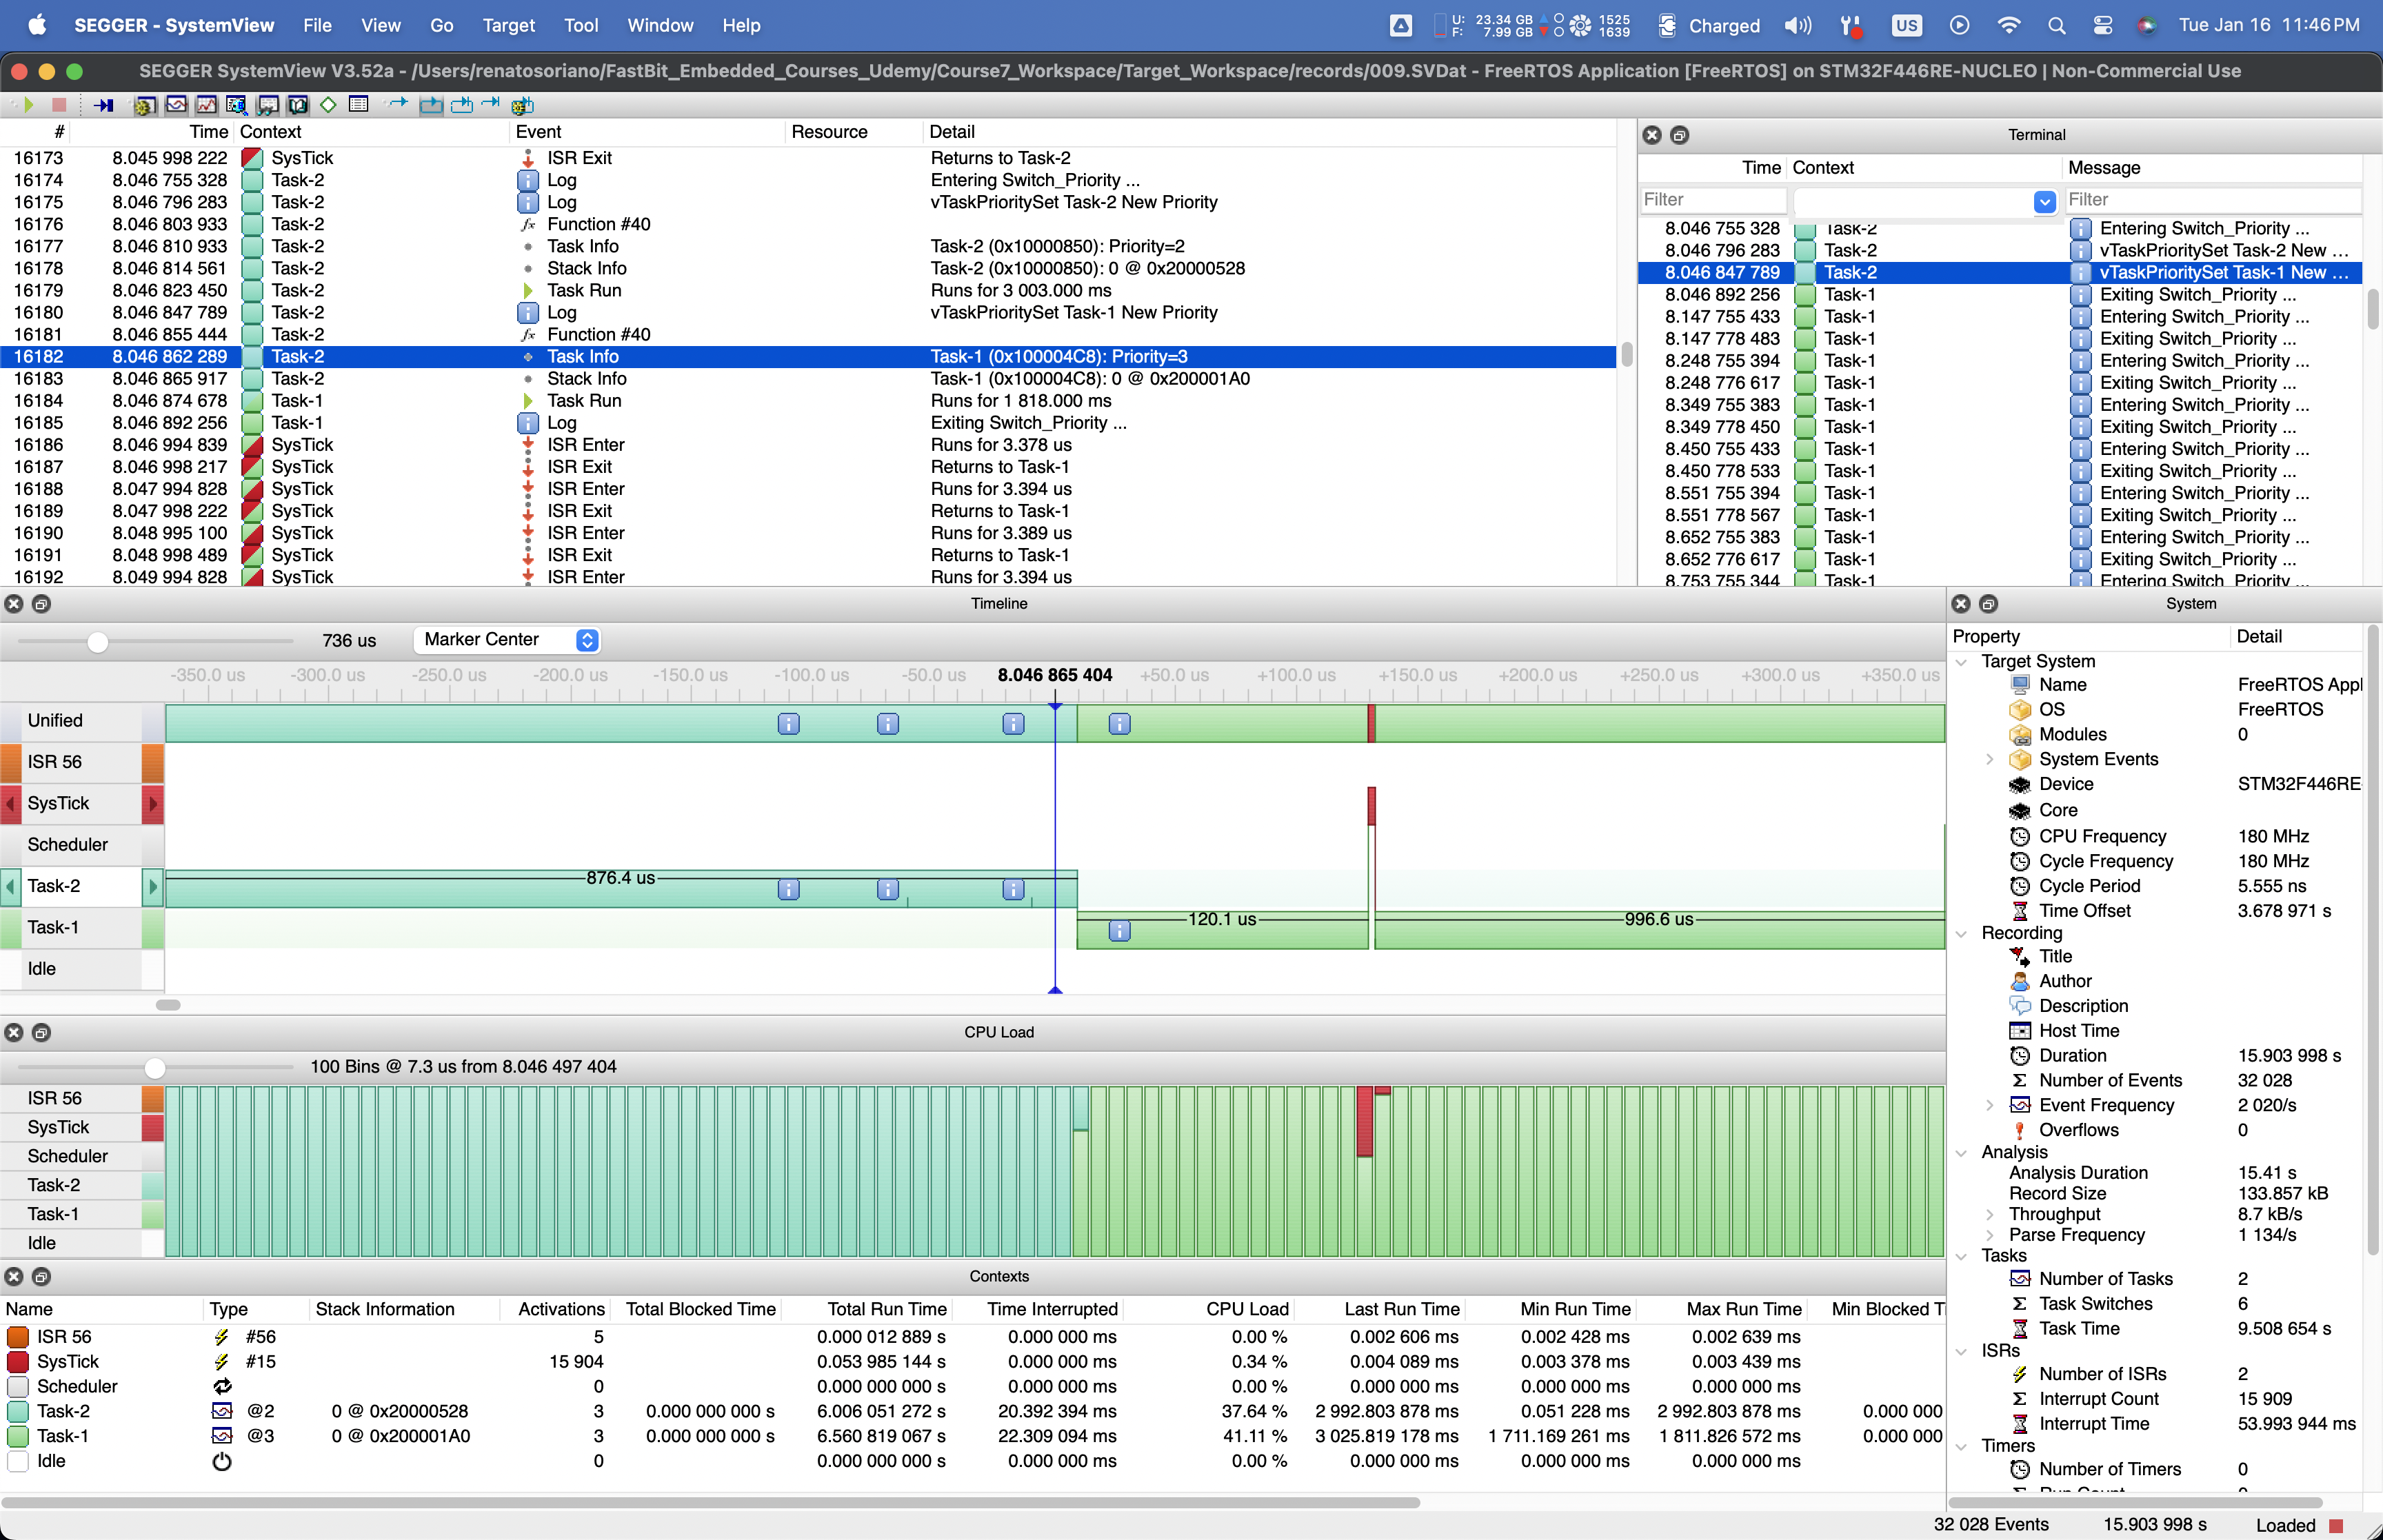 SEGGER - SystemView File View Go Target Tool Window Help U: 23.34 GB F: 7.99 GB 1525 1639 Charged US Tue Jan 16 11:46 PM
SEGGER SystemView V3.52a - /Users/renatosoriano/FastBit_Embedded_Courses_Udemy/Course7_Workspace/Target_Workspace/records/009.SVDat - FreeRTOS Application [FreeRTOS] on STM32F446RE-NUCLEO | Non-Commercial Use
# Time Context Event Resource Detail
16173 8.045 998 222 SysTick ISR Exit Returns to Task-2
16174 8.046 755 328 Task-2 Log Entering Switch_Priority ...
16175 8.046 796 283 Task-2 Log vTaskPrioritySet Task-2 New Priority
16176 8.046 803 933 Task-2 Function #40
16177 8.046 810 933 Task-2 Task Info Task-2 (0x10000850): Priority=2
16178 8.046 814 561 Task-2 Stack Info Task-2 (0x10000850): 0 @ 0x20000528
16179 8.046 823 450 Task-2 Task Run Runs for 3 003.000 ms
16180 8.046 847 789 Task-2 Log vTaskPrioritySet Task-1 New Priority
16181 8.046 855 444 Task-2 Function #40
16182 8.046 862 289 Task-2 Task Info Task-1 (0x100004C8): Priority=3
16183 8.046 865 917 Task-2 Stack Info Task-1 (0x100004C8): 0 @ 0x200001A0
16184 8.046 874 678 Task-1 Task Run Runs for 1 818.000 ms
16185 8.046 892 256 Task-1 Log Exiting Switch_Priority ...
16186 8.046 994 839 SysTick ISR Enter Runs for 3.378 us
16187 8.046 998 217 SysTick ISR Exit Returns to Task-1
16188 8.047 994 828 SysTick ISR Enter Runs for 3.394 us
16189 8.047 998 222 SysTick ISR Exit Returns to Task-1
16190 8.048 995 100 SysTick ISR Enter Runs for 3.389 us
16191 8.048 998 489 SysTick ISR Exit Returns to Task-1
16192 8.049 994 828 SysTick ISR Enter Runs for 3.394 us
Terminal
Time Context Message
Filter Filter
8.046 755 328 Task-2 Entering Switch_Priority ...
8.046 796 283 Task-2 vTaskPrioritySet Task-2 New ...
8.046 847 789 Task-2 vTaskPrioritySet Task-1 New ...
8.046 892 256 Task-1 Exiting Switch_Priority ...
8.147 755 433 Task-1 Entering Switch_Priority ...
8.147 778 483 Task-1 Exiting Switch_Priority ...
8.248 755 394 Task-1 Entering Switch_Priority ...
8.248 776 617 Task-1 Exiting Switch_Priority ...
8.349 755 383 Task-1 Entering Switch_Priority ...
8.349 778 450 Task-1 Exiting Switch_Priority ...
8.450 755 433 Task-1 Entering Switch_Priority ...
8.450 778 533 Task-1 Exiting Switch_Priority ...
8.551 755 394 Task-1 Entering Switch_Priority ...
8.551 778 567 Task-1 Exiting Switch_Priority ...
8.652 755 383 Task-1 Entering Switch_Priority ...
8.652 776 617 Task-1 Exiting Switch_Priority ...
8.753 755 344 Task-1 Entering Switch_Priority ...
Timeline
736 us Marker Center
-350.0 us -300.0 us -250.0 us -200.0 us -150.0 us -100.0 us -50.0 us 8.046 865 404 +50.0 us +100.0 us +150.0 us +200.0 us +250.0 us +300.0 us +350.0 us
Unified
ISR 56
SysTick
Scheduler
Task-2 876.4 us
Task-1 120.1 us 996.6 us
Idle
CPU Load
100 Bins @ 7.3 us from 8.046 497 404
ISR 56
SysTick
Scheduler
Task-2
Task-1
Idle
Contexts
Name Type Stack Information Activations Total Blocked Time Total Run Time Time Interrupted CPU Load Last Run Time Min Run Time Max Run Time Min Blocked T
ISR 56 #56 5 0.000 012 889 s 0.000 000 ms 0.00 % 0.002 606 ms 0.002 428 ms 0.002 639 ms
SysTick #15 15 904 0.053 985 144 s 0.000 000 ms 0.34 % 0.004 089 ms 0.003 378 ms 0.003 439 ms
Scheduler 0 0.000 000 000 s 0.000 000 ms 0.00 % 0.000 000 ms 0.000 000 ms 0.000 000 ms
Task-2 @2 0 @ 0x20000528 3 0.000 000 000 s 6.006 051 272 s 20.392 394 ms 37.64 % 2 992.803 878 ms 0.051 228 ms 2 992.803 878 ms 0.000 000
Task-1 @3 0 @ 0x200001A0 3 0.000 000 000 s 6.560 819 067 s 22.309 094 ms 41.11 % 3 025.819 178 ms 1 711.169 261 ms 1 811.826 572 ms 0.000 000
Idle 0 0.000 000 000 s 0.000 000 ms 0.00 % 0.000 000 ms 0.000 000 ms 0.000 000 ms
System
Property Detail
Target System
Name FreeRTOS Appl
OS FreeRTOS
Modules 0
System Events
Device STM32F446RE
Core
CPU Frequency 180 MHz
Cycle Frequency 180 MHz
Cycle Period 5.555 ns
Time Offset 3.678 971 s
Recording
Title
Author
Description
Host Time
Duration 15.903 998 s
Number of Events 32 028
Event Frequency 2 020/s
Overflows 0
Analysis
Analysis Duration 15.41 s
Record Size 133.857 kB
Throughput 8.7 kB/s
Parse Frequency 1 134/s
Tasks
Number of Tasks 2
Task Switches 6
Task Time 9.508 654 s
ISRs
Number of ISRs 2
Interrupt Count 15 909
Interrupt Time 53.993 944 ms
Timers
Number of Timers 0
Run Count 0
32 028 Events 15.903 998 s Loaded